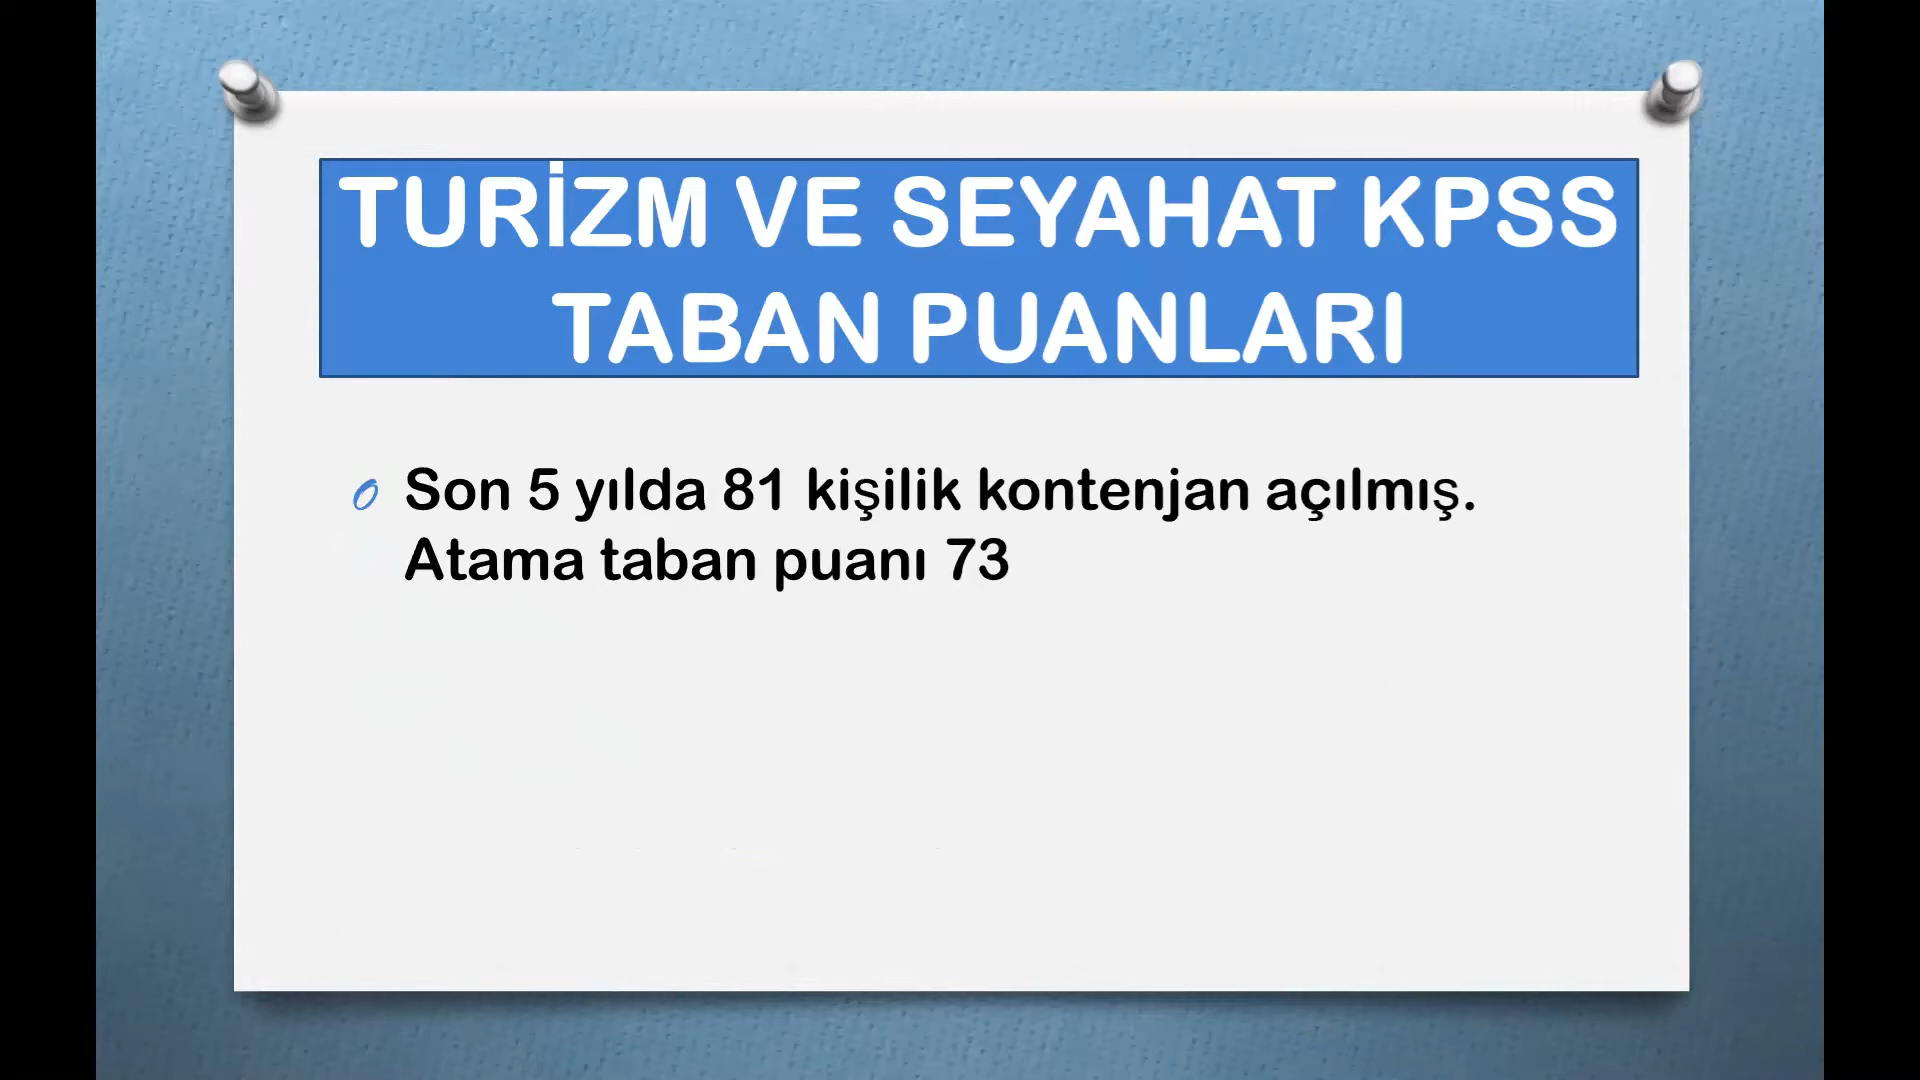 TURİZM VE SEYAHAT KPSS
TABAN PUANLARI
Son 5 yılda 81 kişilik kontenjan açılmış.
Atama taban puanı 73